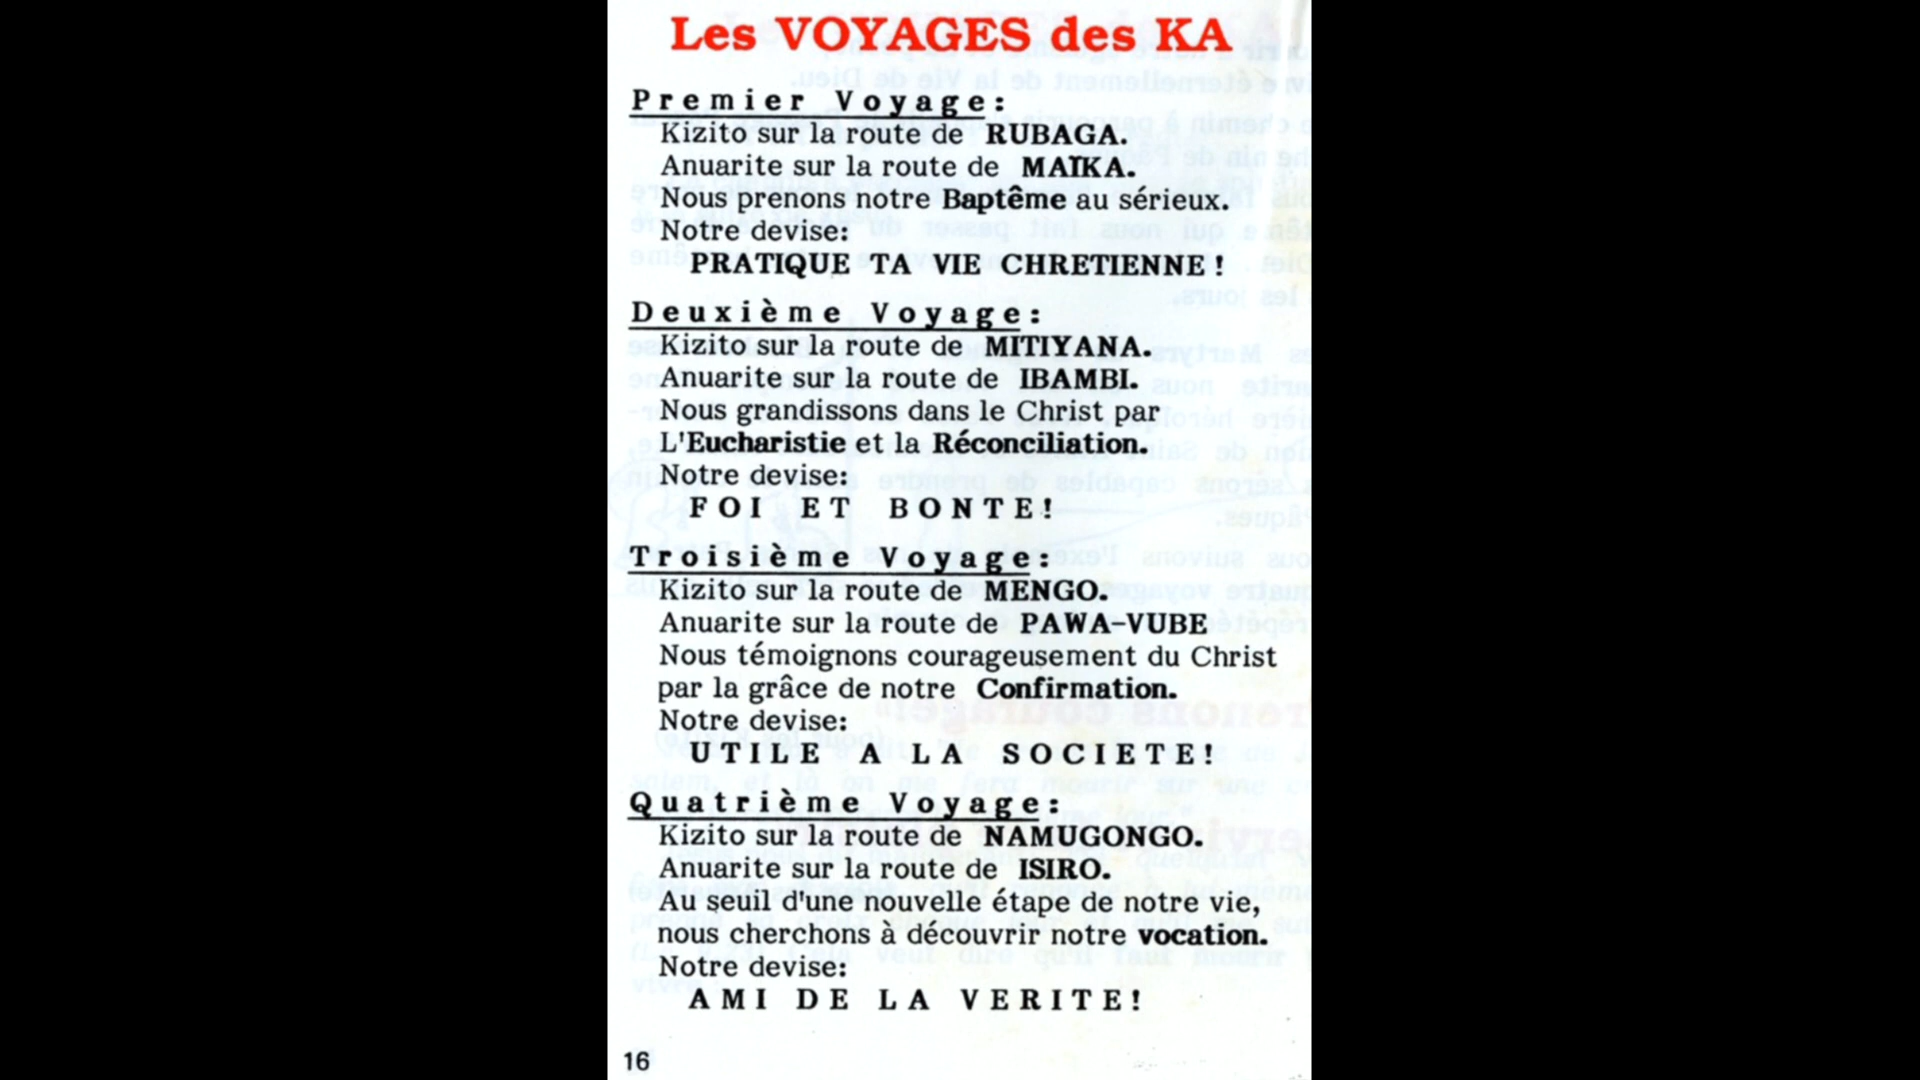 Les VOYAGES des KA
Premier Voyage:
Kizito sur la route de RUBAGA.
Anuarite sur la route de MAÏKA.
Nous prenons notre Baptême au sérieux.
Notre devise:
PRATIQUE TA VIE CHRETIENNE!
Deuxième Voyage:
Kizito sur la route de MITIYANA.
Anuarite sur la route de IBAMBI.
Nous grandissons dans le Christ par
L'Eucharistie et la Réconciliation.
Notre devise:
FOI ET BONTE!
Troisième Voyage:
Kizito sur la route de MENGO.
Anuarite sur la route de PAWA-VUBE
Nous témoignons courageusement du Christ
par la grâce de notre Confirmation.
Notre devise:
UTILE A LA SOCIETE!
Quatrième Voyage:
Kizito sur la route de NAMUGONGO.
Anuarite sur la route de ISIRO.
Au seuil d'une nouvelle étape de notre vie,
nous cherchons à découvrir notre vocation.
Notre devise:
AMI DE LA VERITE!
16